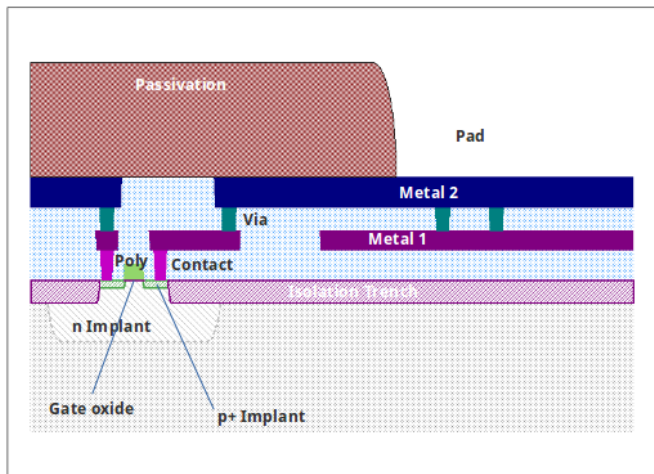 Passivation
Pad
Metal 2
Via
Metal 1
Poly
Contact
Isolation Trench
n Implant
Gate oxide
p+ Implant